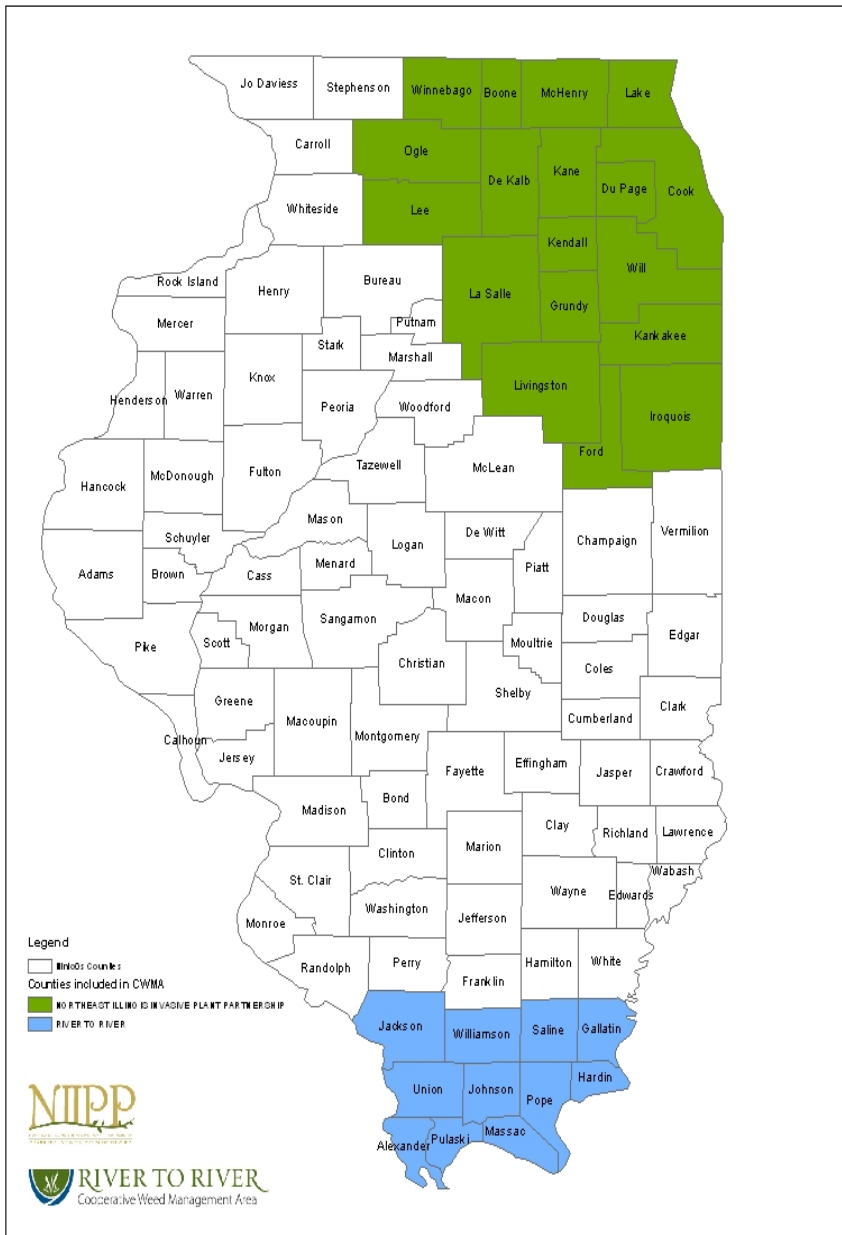 Jo Daviess
Stephenson
Winnebago
Boone
McHenry
Lake
Carroll
Ogle
De Kalb
Kane
Du Page
Cook
Whiteside
Lee
Kendall
Will
Rock Island
Henry
Bureau
La Salle
Grundy
Mercer
Putnam
Stark
Marshall
Kankakee
Henderson
Warren
Knox
Peoria
Woodford
Livingston
Iroquois
Ford
Hancock
McDonough
Fulton
Tazewell
McLean
Schuyler
Mason
Logan
De Witt
Champaign
Vermilion
Adams
Brown
Cass
Menard
Piatt
Macon
Pike
Scott
Morgan
Sangamon
Christian
Moultrie
Douglas
Edgar
Coles
Greene
Macoupin
Shelby
Cumberland
Clark
Calhoun
Jersey
Montgomery
Fayette
Effingham
Jasper
Crawford
Madison
Bond
Clay
Richland
Lawrence
Clinton
Marion
Wabash
St. Clair
Wayne
Edwards
Monroe
Washington
Jefferson
Randolph
Perry
Hamilton
White
Franklin
Jackson
Williamson
Saline
Gallatin
Union
Johnson
Pope
Hardin
Alexander
Pulaski
Massac
Legend
Counties
Counties included in CWMA
NORTHEAST ILLINOIS INVASIVE PLANT PARTNERSHIP
RIVER TO RIVER
NIIPP
RIVER TO RIVER
Cooperative Weed Management Area